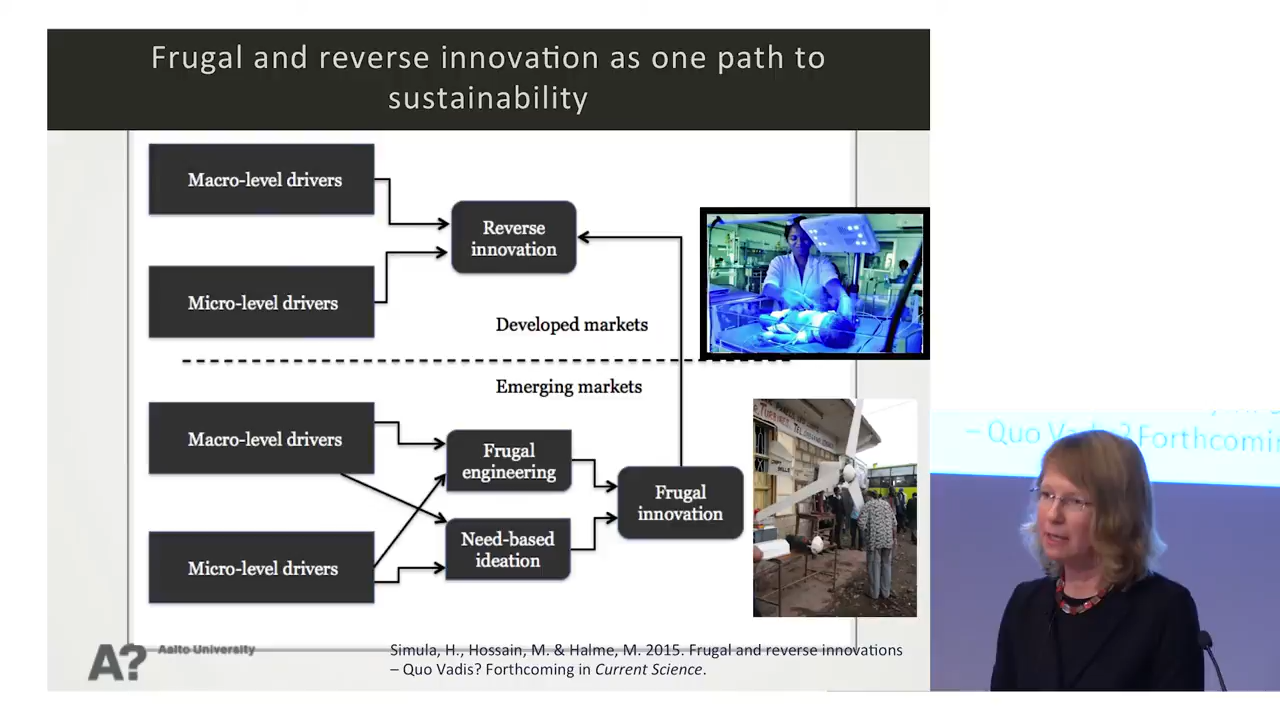 Frugal and reverse innovation as one path to
sustainability
Macro-level drivers
Micro-level drivers
Reverse
innovation
Developed markets
Emerging markets
Macro-level drivers
Micro-level drivers
Frugal
engineering
Need-based
ideation
Frugal
innovation
A? Aalto University
Simula, H., Hossain, M. & Halme, M. 2015. Frugal and reverse innovations
– Quo Vadis? Forthcoming in Current Science.
– Quo Vadis? Forthcoming